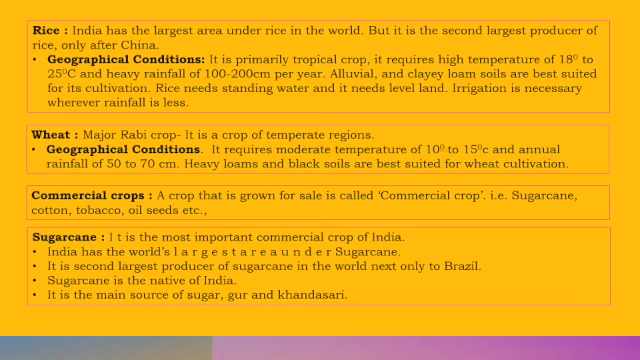 Rice : India has the largest area under rice in the world. But it is the second largest producer of
rice, only after China.
• Geographical Conditions: It is primarily tropical crop, it requires high temperature of 18⁰ to
25⁰C and heavy rainfall of 100-200cm per year. Alluvial, and clayey loam soils are best suited
for its cultivation. Rice needs standing water and it needs level land. Irrigation is necessary
wherever rainfall is less.
Wheat : Major Rabi crop- It is a crop of temperate regions.
• Geographical Conditions. It requires moderate temperature of 10⁰ to 15⁰c and annual
rainfall of 50 to 70 cm. Heavy loams and black soils are best suited for wheat cultivation.
Commercial crops : A crop that is grown for sale is called ‘Commercial crop’. i.e. Sugarcane,
cotton, tobacco, oil seeds etc.,
Sugarcane : I t is the most important commercial crop of India.
• India has the world’s l a r g e s t a r e a u n d e r Sugarcane.
• It is second largest producer of sugarcane in the world next only to Brazil.
• Sugarcane is the native of India.
• It is the main source of sugar, gur and khandasari.